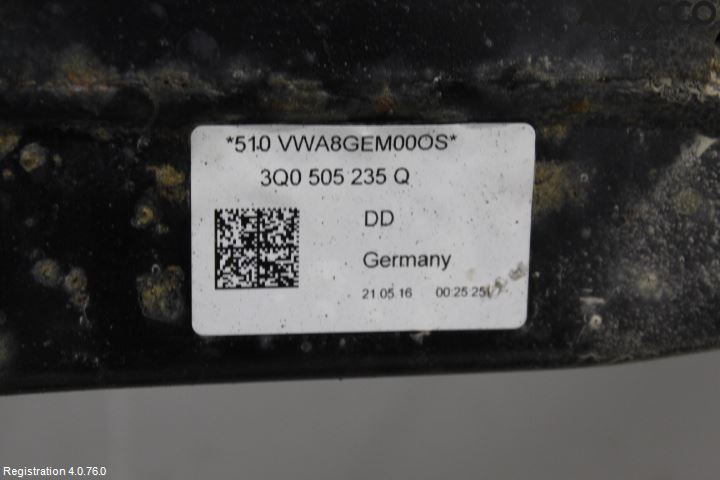 *510 VWA8GEM00OS*
3Q0 505 235 Q
DD
Germany
21 05 16 00:25 25
Registration 4.0.76.0